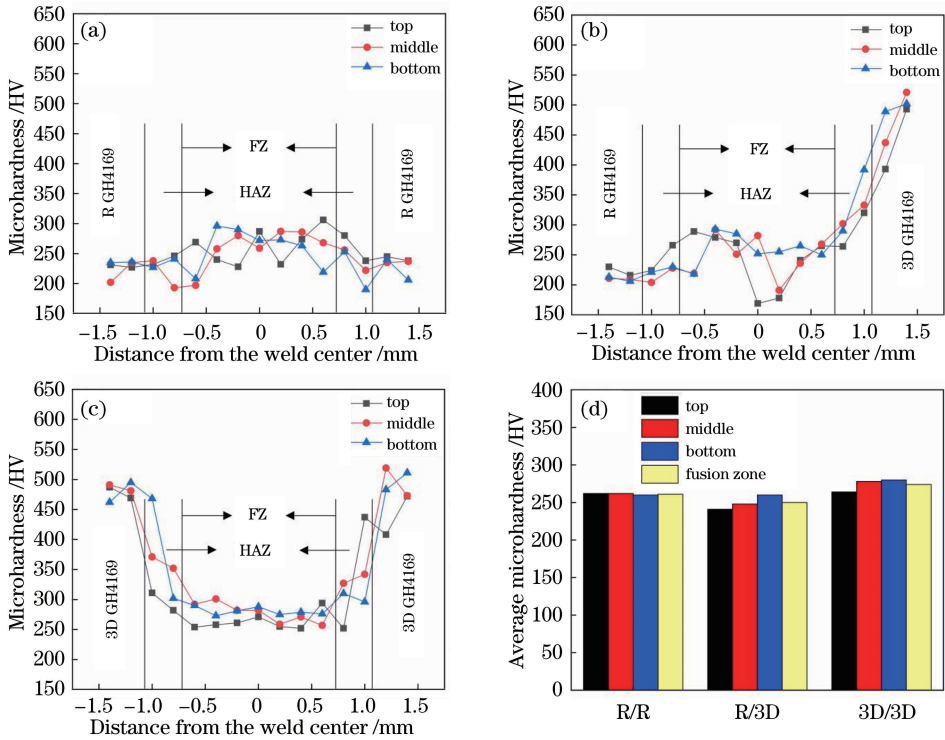 (a)
top
middle
bottom
650
600
550
500
450
400
350
300
250
200
150
Microhardness /HV
R GH4169
FZ
HAZ
R GH4169
−1.5 −1.0 −0.5 0 0.5 1.0 1.5
Distance from the weld center /mm
(b)
top
middle
bottom
650
600
550
500
450
400
350
300
250
200
150
Microhardness /HV
R GH4169
FZ
HAZ
3D GH4169
−1.5 −1.0 −0.5 0 0.5 1.0 1.5
Distance from the weld center /mm
(c)
top
middle
bottom
650
600
550
500
450
400
350
300
250
200
150
Microhardness /HV
3D GH4169
FZ
HAZ
3D GH4169
−1.5 −1.0 −0.5 0 0.5 1.0 1.5
Distance from the weld center /mm
(d)
top
middle
bottom
fusion zone
400
350
300
250
200
150
100
50
0
Average microhardness /HV
R/R R/3D 3D/3D